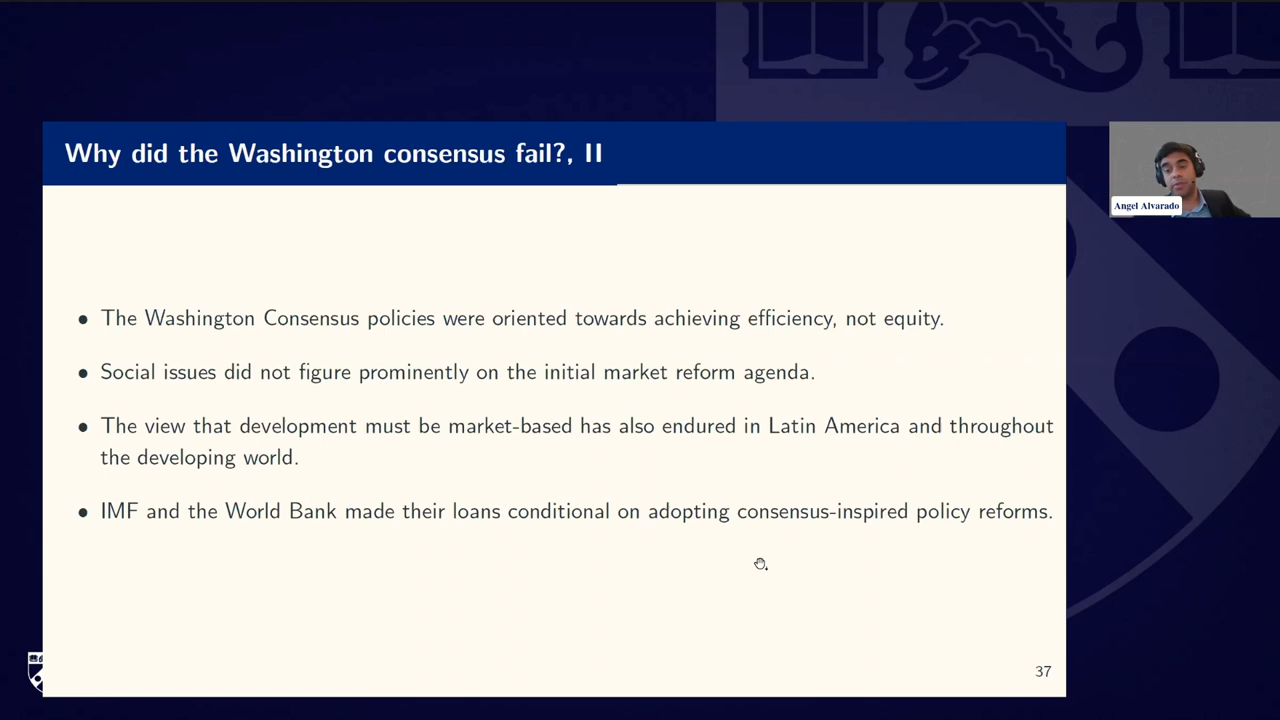 Why did the Washington consensus fail?, II
Angel Alvarado
● The Washington Consensus policies were oriented towards achieving efficiency, not equity.
● Social issues did not figure prominently on the initial market reform agenda.
● The view that development must be market-based has also endured in Latin America and throughout
the developing world.
● IMF and the World Bank made their loans conditional on adopting consensus-inspired policy reforms.
37